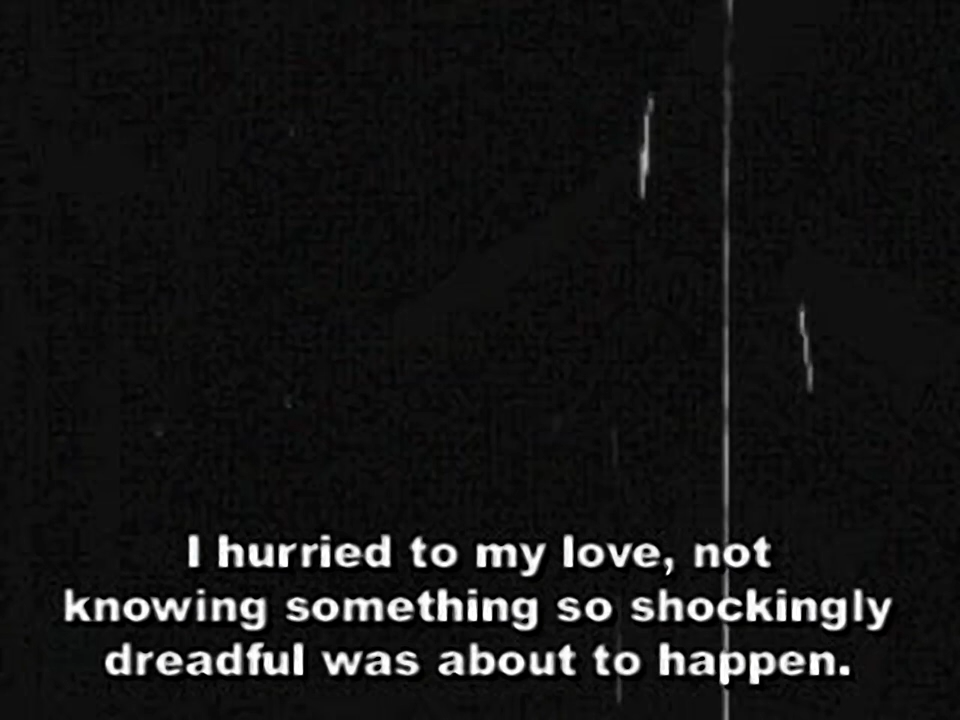 I hurried to my love, not
knowing something so shockingly
dreadful was about to happen.